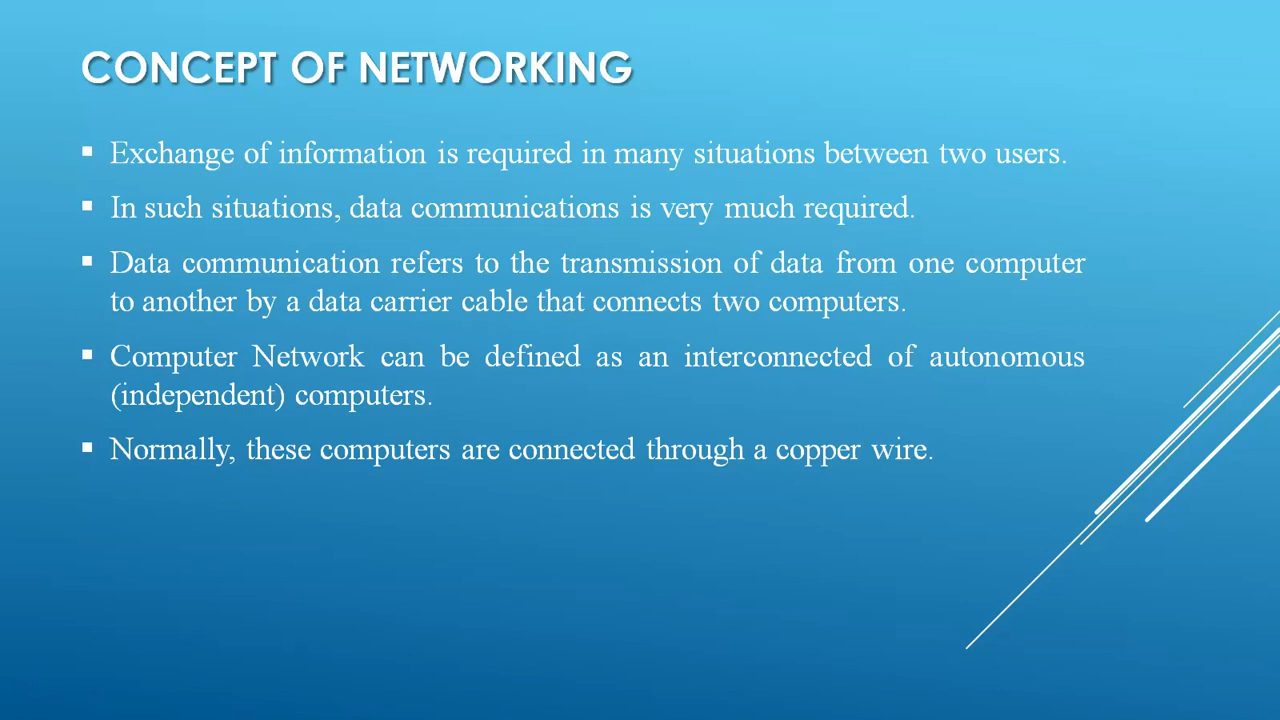 CONCEPT OF NETWORKING
▪ Exchange of information is required in many situations between two users.
▪ In such situations, data communications is very much required.
▪ Data communication refers to the transmission of data from one computer
to another by a data carrier cable that connects two computers.
▪ Computer Network can be defined as an interconnected of autonomous
(independent) computers.
▪ Normally, these computers are connected through a copper wire.